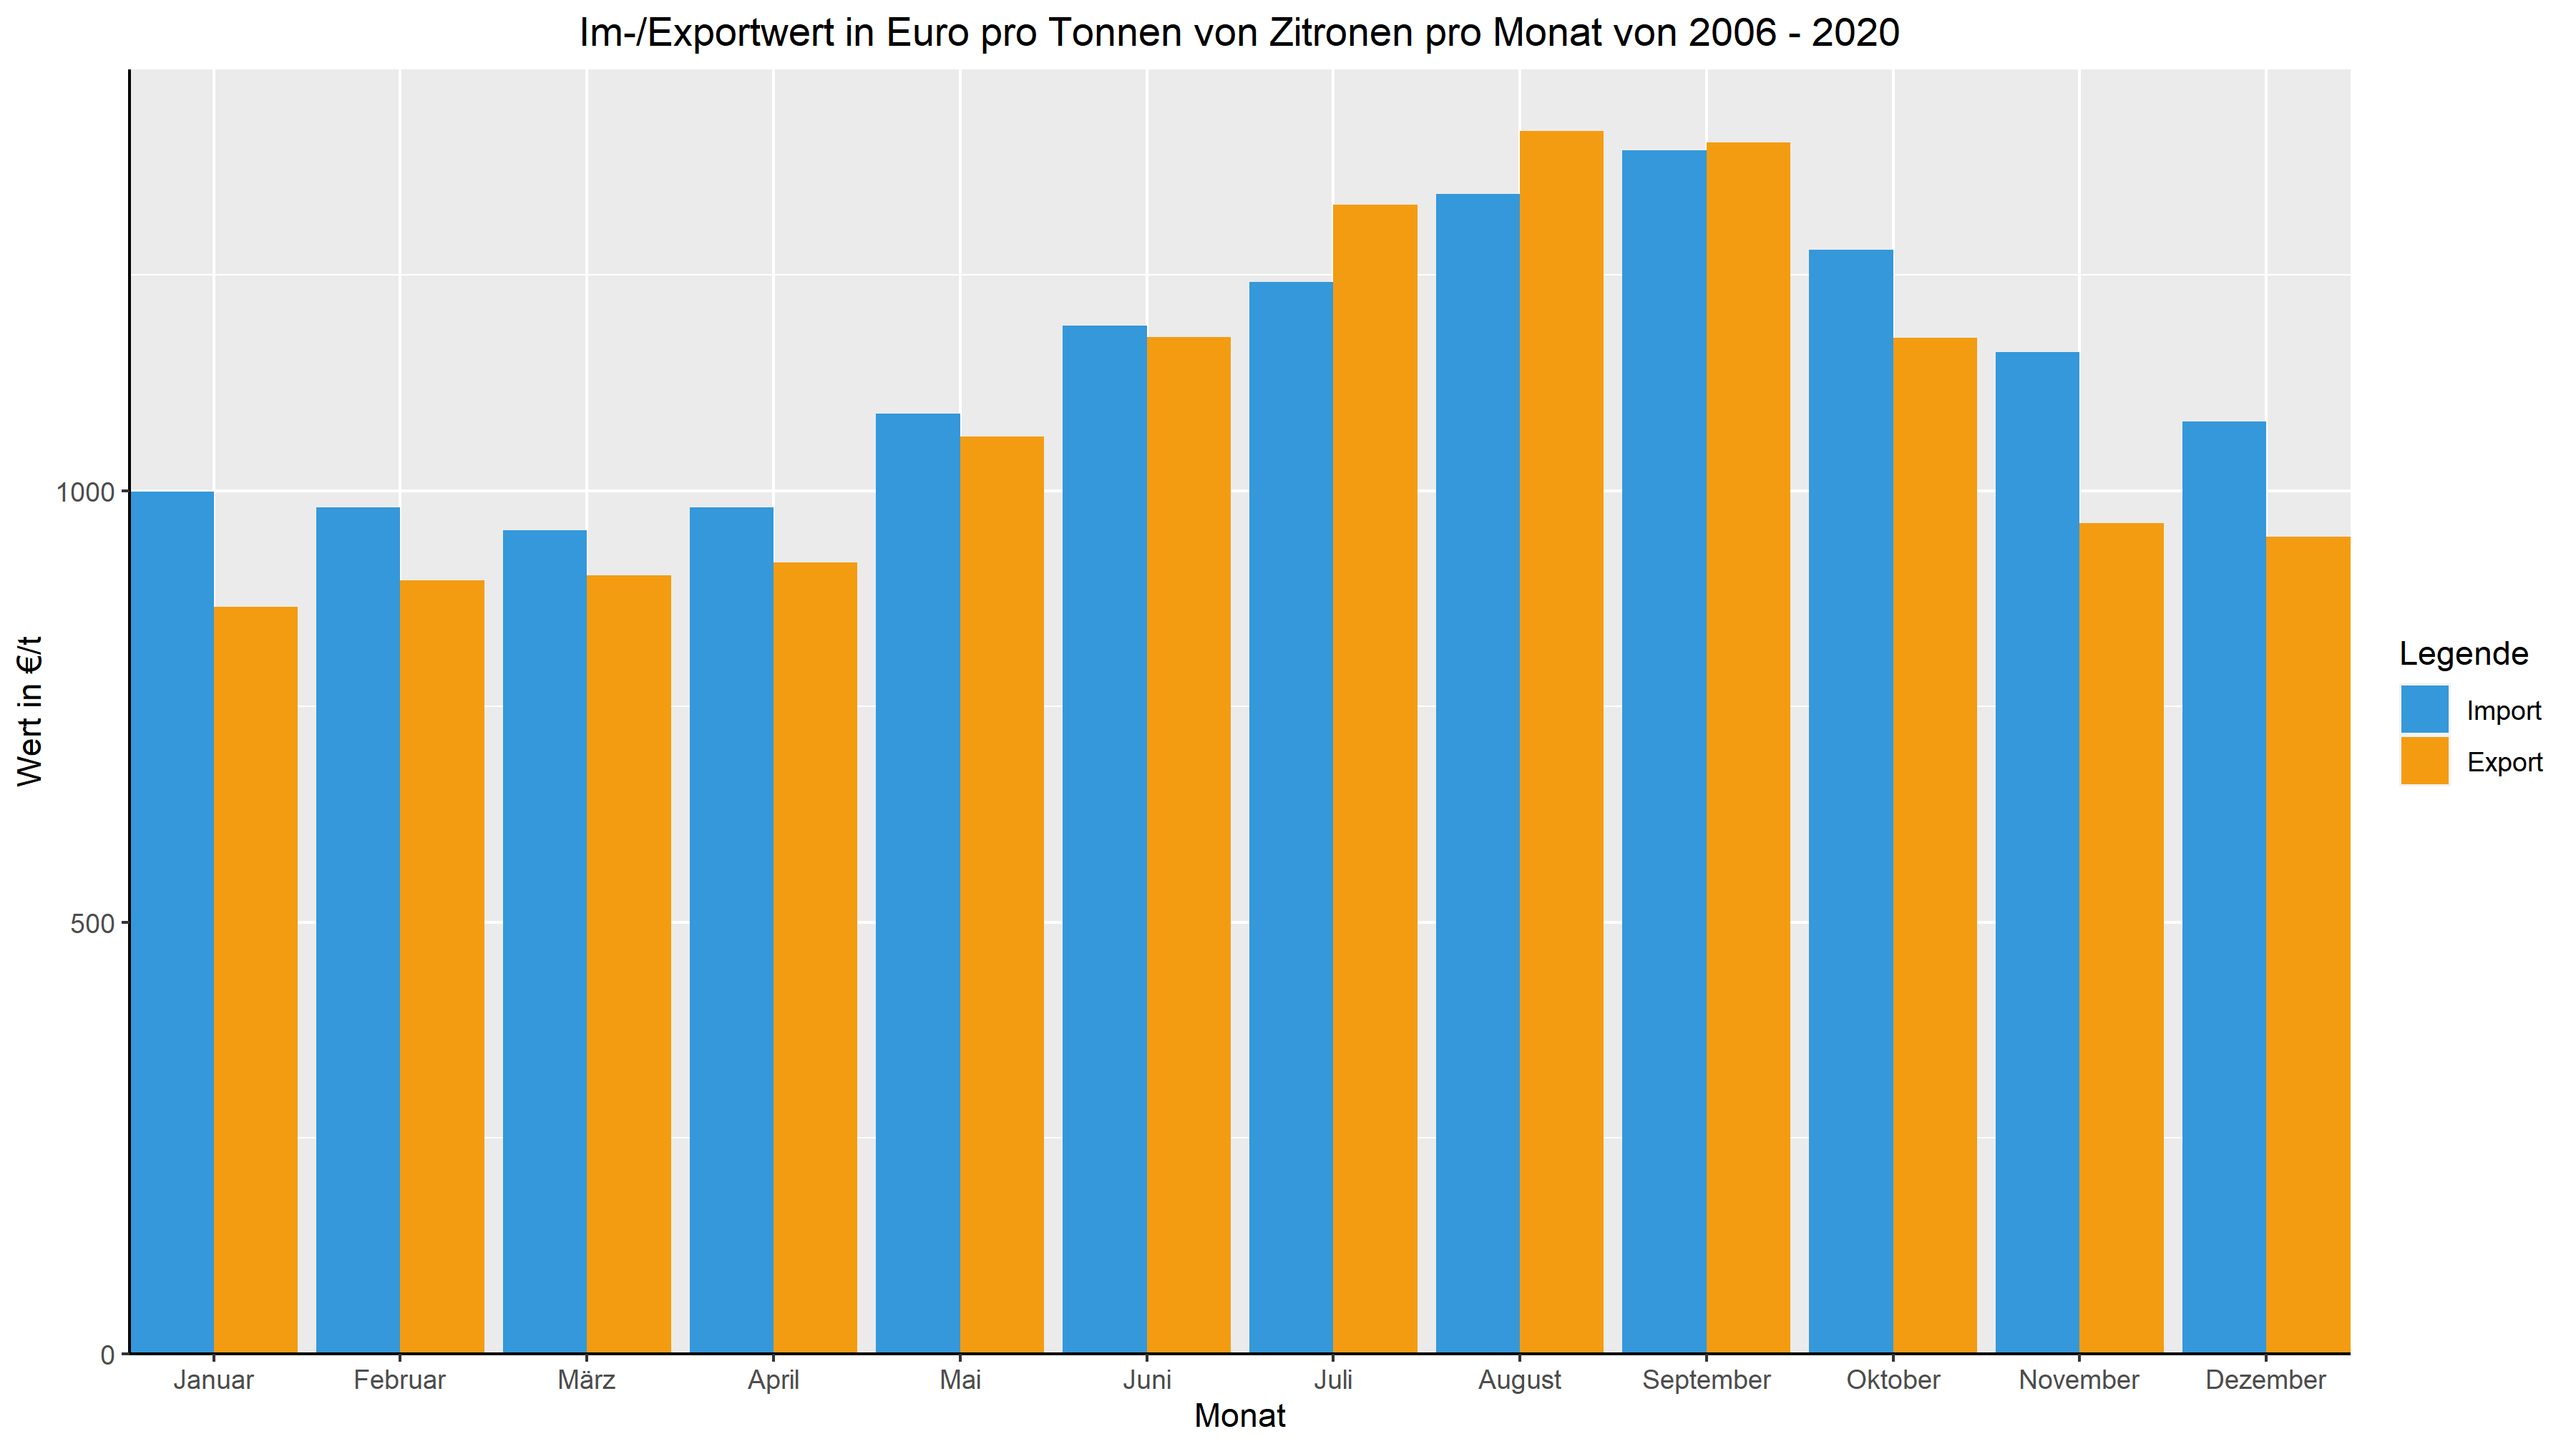 Im-/Exportwert in Euro pro Tonnen von Zitronen pro Monat von 2006 - 2020
Wert in €/t
1000
500
0
Januar Februar März April Mai Juni Juli August September Oktober November Dezember
Monat
Legende
Import
Export